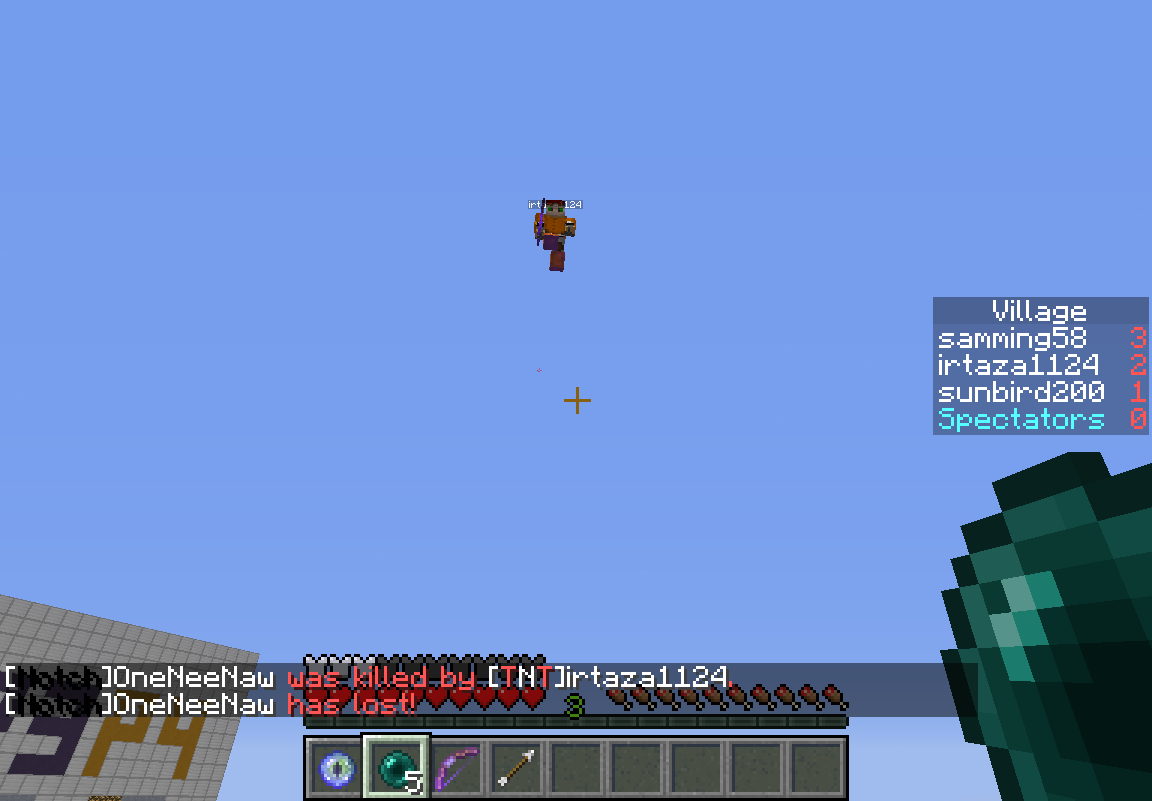 irtaza1124
Village
samming58 3
irtaza1124 2
sunbird200 1
Spectators 0
[Notch]OneNeeNaw was killed by [TNT]irtaza1124.
[Notch]OneNeeNaw has lost!
3
5